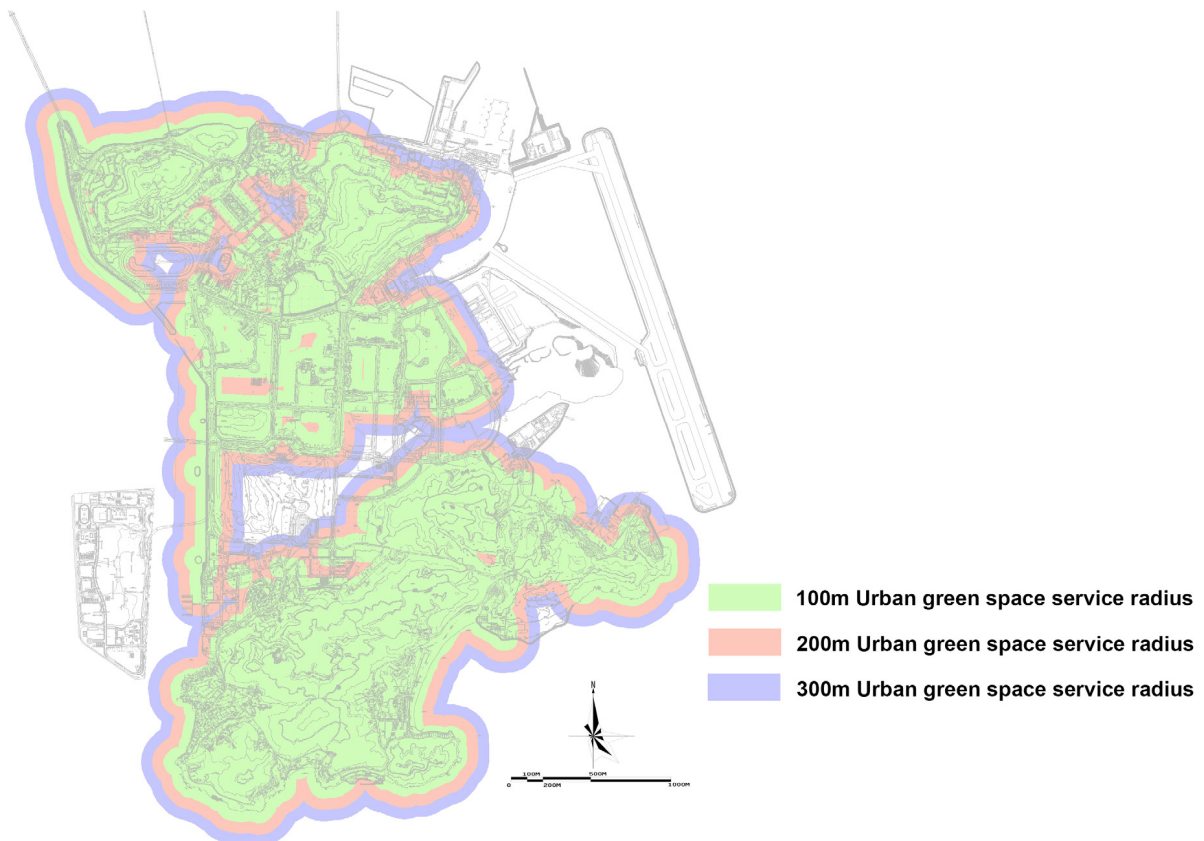 100m Urban green space service radius
200m Urban green space service radius
300m Urban green space service radius
N
100M 500M
0 200M 1000M